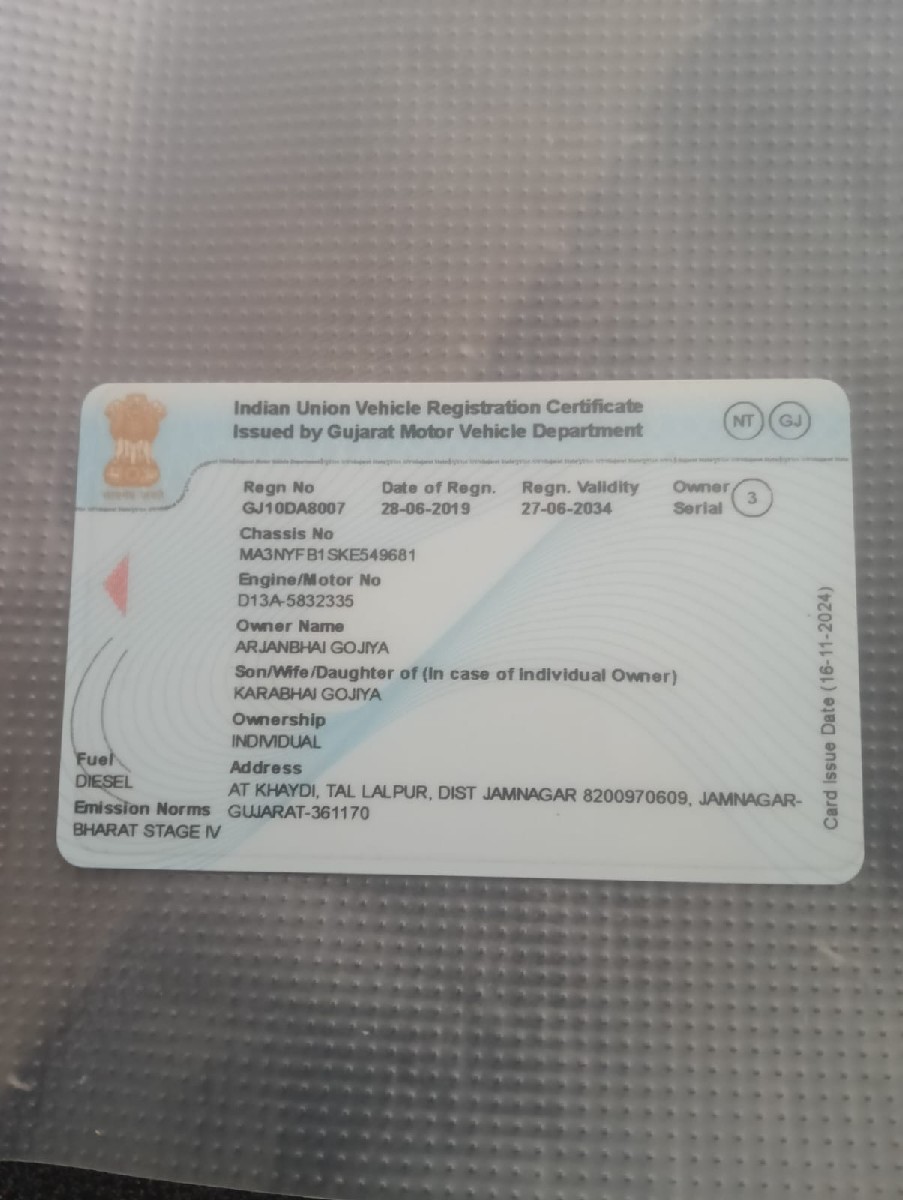 Indian Union Vehicle Registration Certificate
Issued by Gujarat Motor Vehicle Department
NT GJ
Regn No Date of Regn. Regn. Validity Owner Serial 3
GJ10DA8007 28-06-2019 27-06-2034
Chassis No
MA3NYFB1SKE549681
Engine/Motor No
D13A-5832335
Owner Name
ARJANBHAI GOJIYA
Son/Wife/Daughter of (In case of Individual Owner)
KARABHAI GOJIYA
Ownership
INDIVIDUAL
Fuel
DIESEL
Emission Norms
BHARAT STAGE IV
Address
AT KHAYDI, TAL LALPUR, DIST JAMNAGAR 8200970609, JAMNAGAR-
GUJARAT-361170
Card Issue Date (16-11-2024)